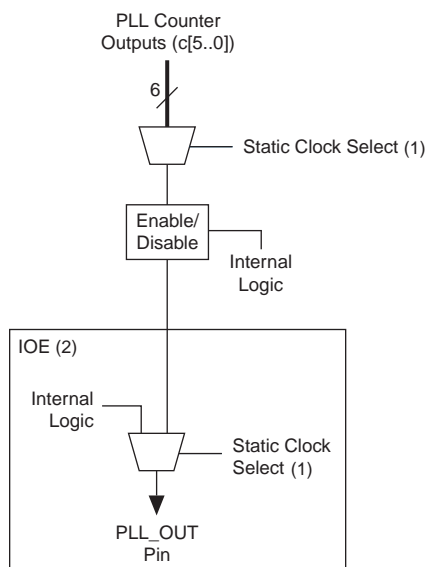 PLL Counter
Outputs (c[5..0])
6
Static Clock Select (1)
Enable/
Disable
Internal
Logic
IOE (2)
Internal
Logic
Static Clock
Select (1)
PLL_OUT
Pin